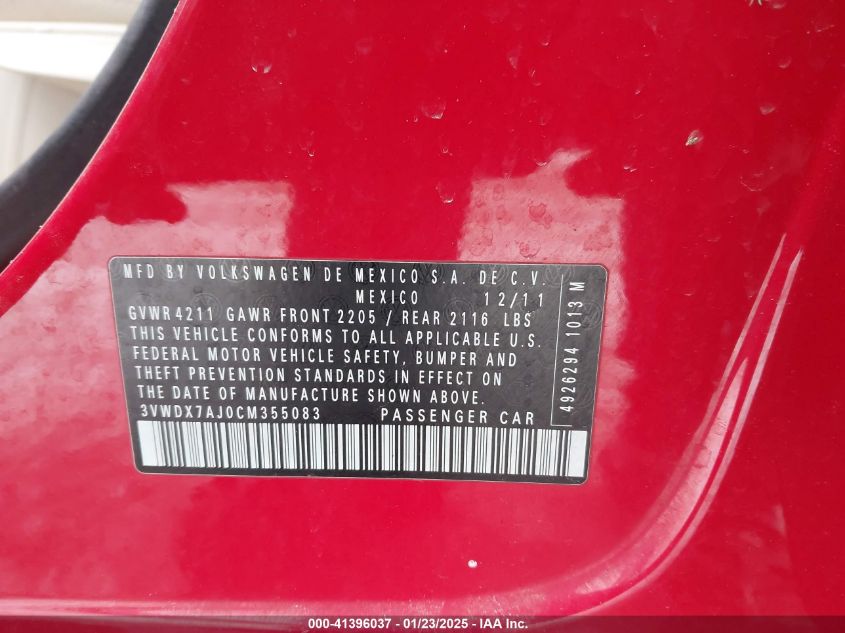 MFD BY VOLKSWAGEN DE MEXICO S.A. DE C.V.
MEXICO 12/11
GVWR 4211 GAWR FRONT 2205 / REAR 2116 LBS
THIS VEHICLE CONFORMS TO ALL APPLICABLE U.S.
FEDERAL MOTOR VEHICLE SAFETY, BUMPER AND
THEFT PREVENTION STANDARDS IN EFFECT ON
THE DATE OF MANUFACTURE SHOWN ABOVE.
3VWDX7AJ0CM355083 PASSENGER CAR
4926294 1013 M
000-41396037 - 01/23/2025 - IAA Inc.